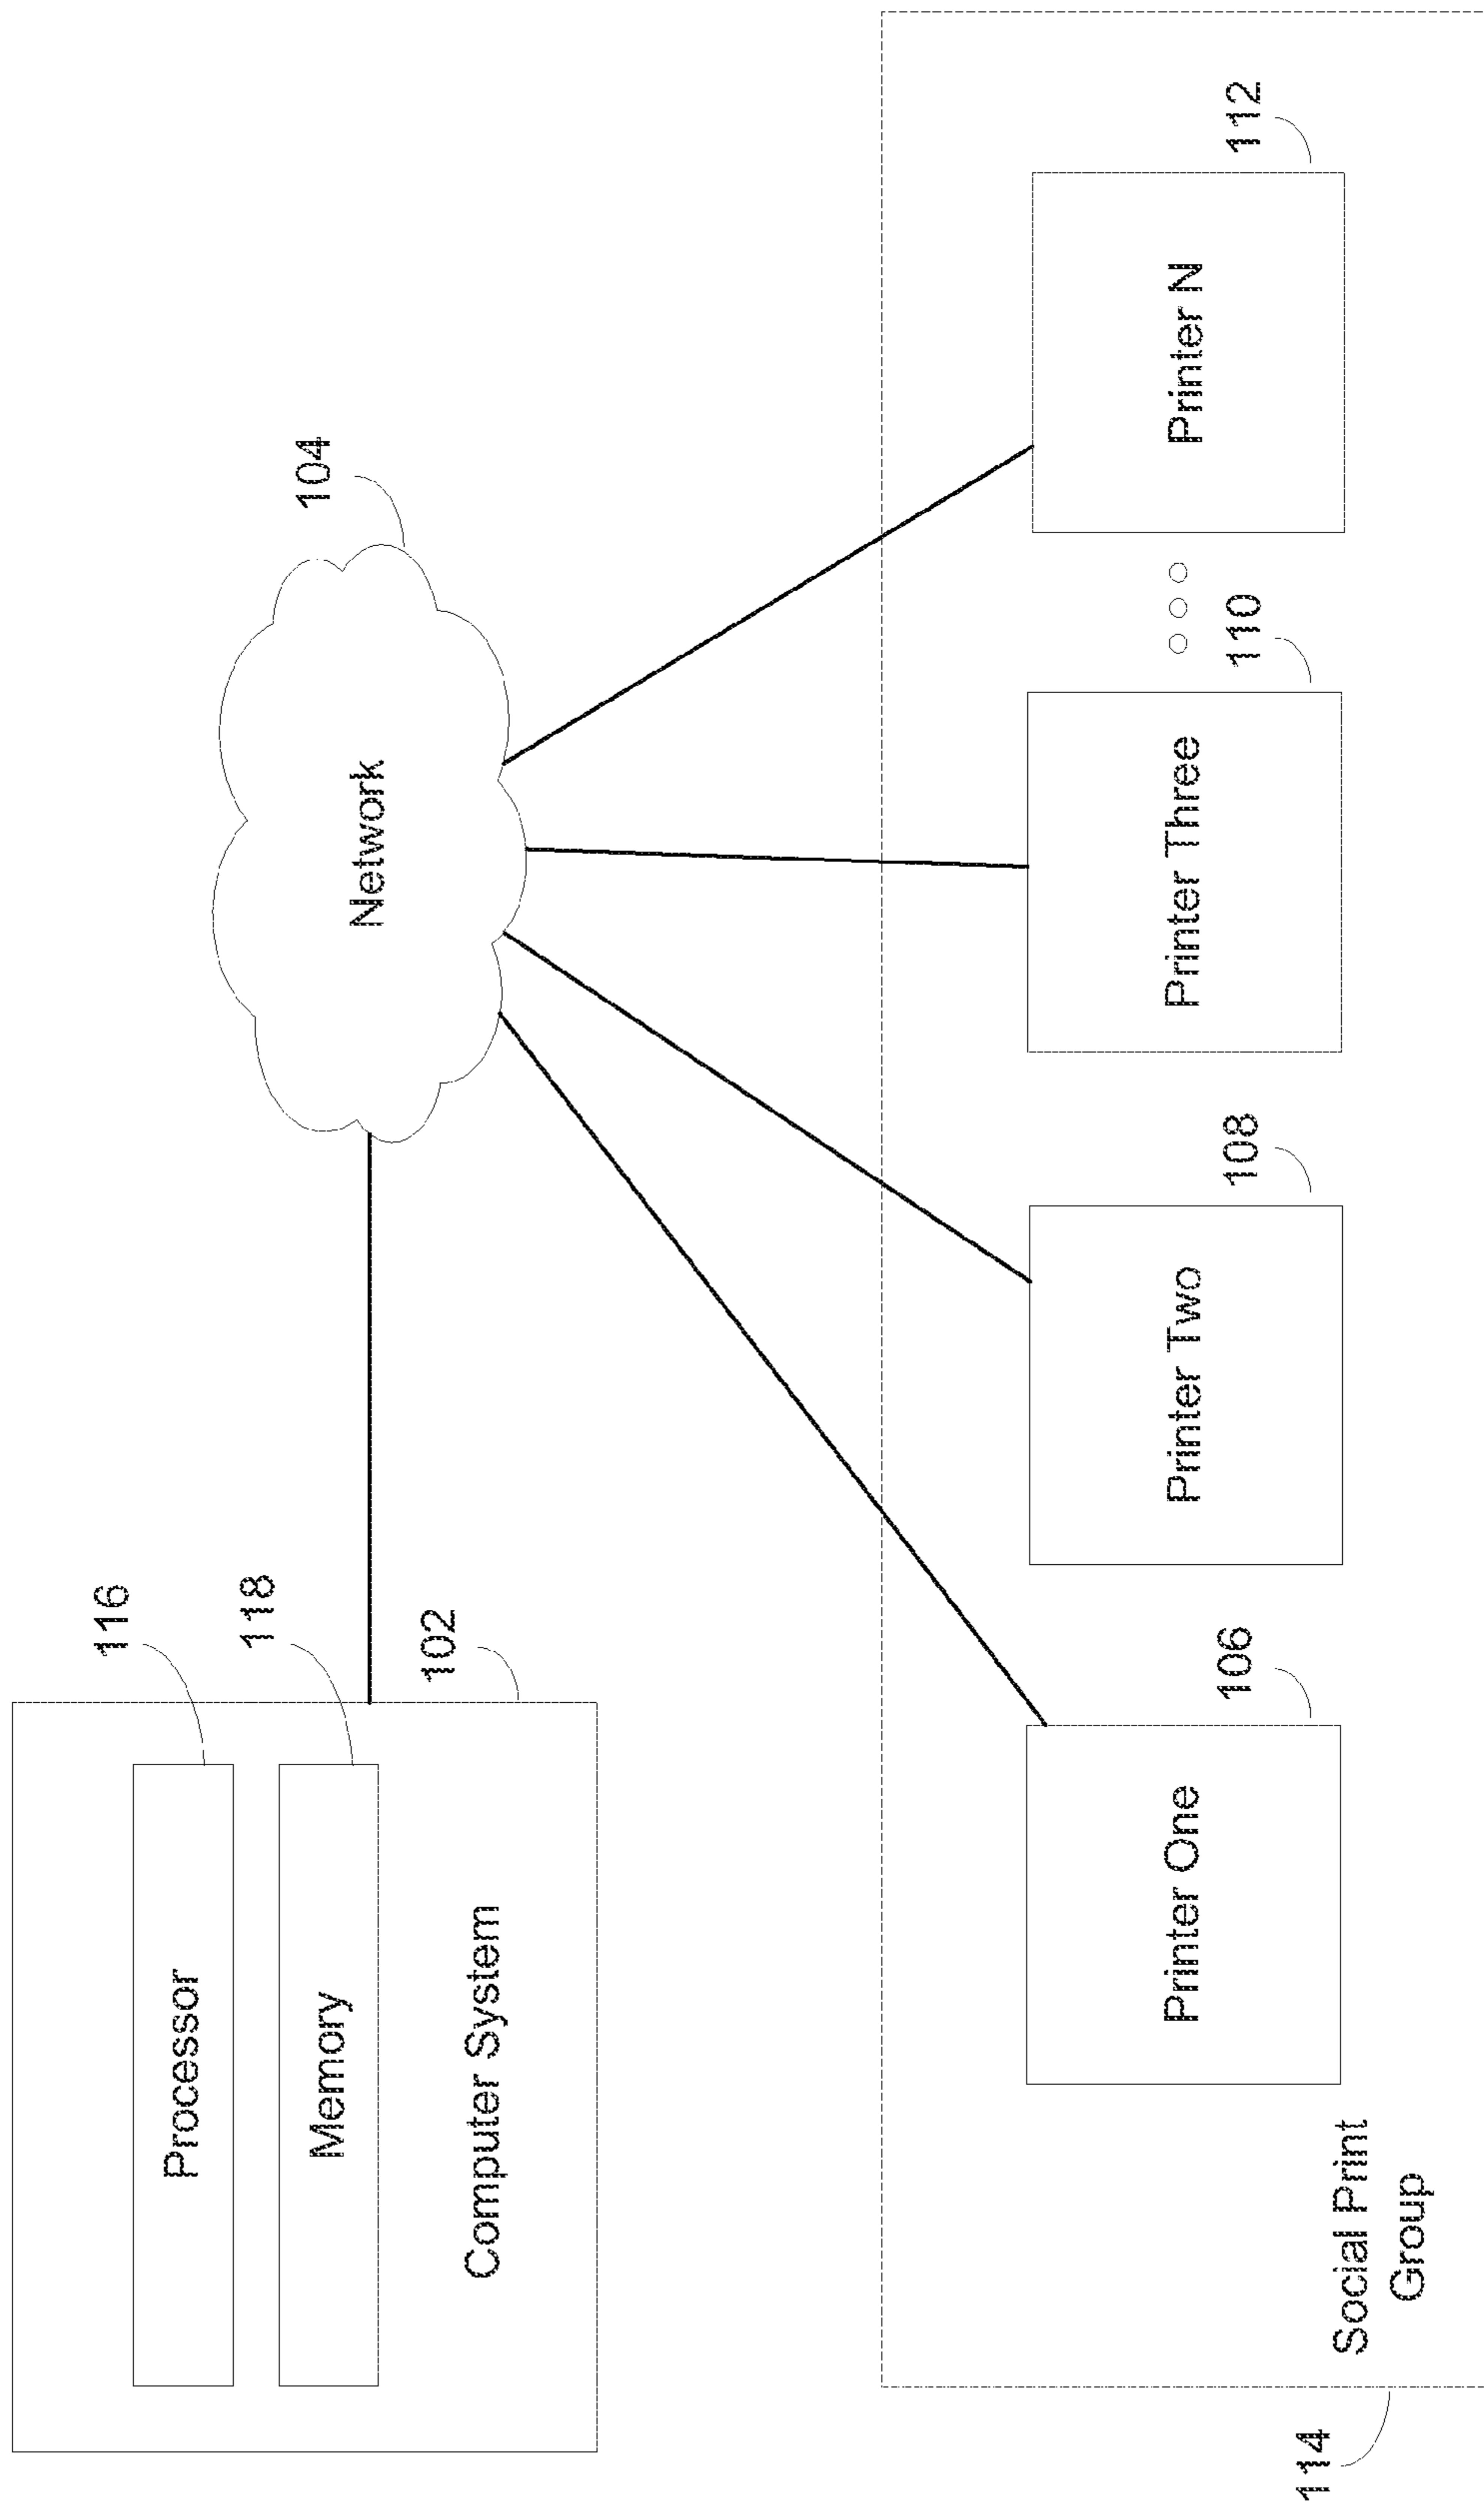 116
Processor
118
Memory
104
Network
102
Computer System
106
Printer One
108
Printer Two
110
Printer Three
112
Printer N
Social Print
Group
114